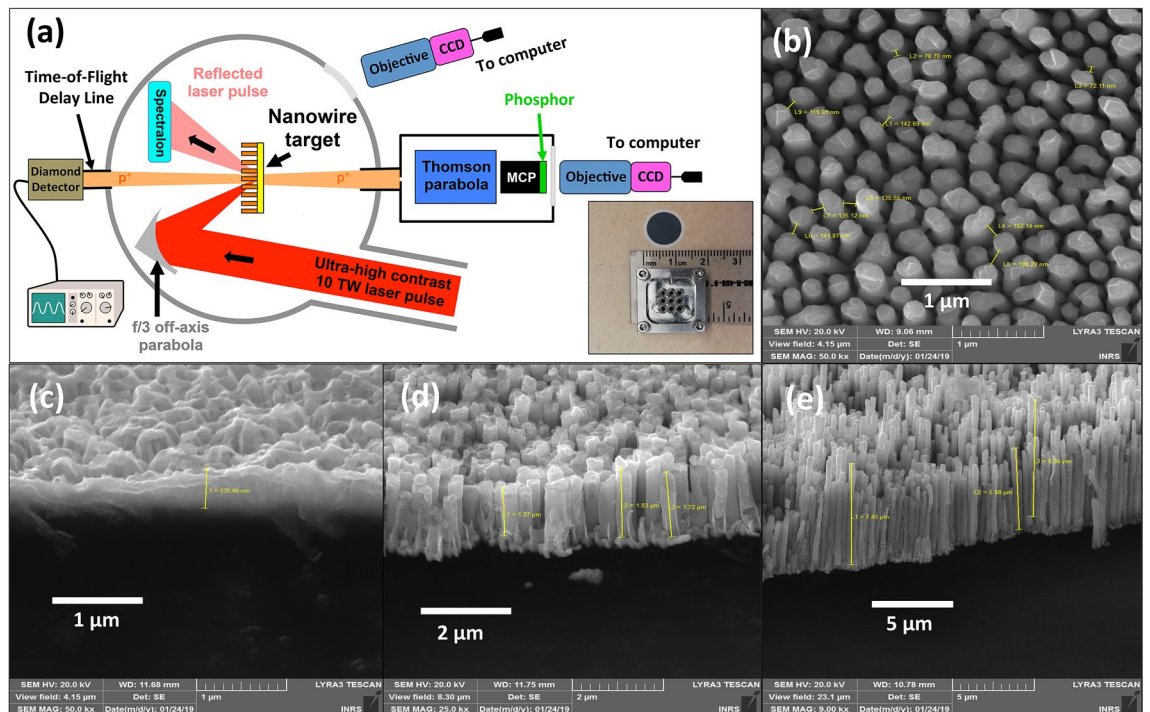 (a)
Time-of-Flight
Delay Line
Reflected
laser pulse
Spectralon
Nanowire
target
Objective
CCD
To computer
Phosphor
Diamond
Detector
p⁺
p⁺
Thomson
parabola
MCP
To computer
Objective
CCD
Ultra-high contrast
10 TW laser pulse
f/3 off-axis
parabola
mm
1 2 3
5
(b)
L2 = 78.70 nm
L3 = 72.11 nm
L9 = 119.03 nm
L1 = 142.69 nm
L8 = 135.55 nm
L7 = 135.12 nm
L6 = 141.87 nm
L4 = 162.14 nm
1 µm
SEM HV: 20.0 kV WD: 9.06 mm LYRA3 TESCAN
View field: 4.15 µm Det: SE 1 µm
SEM MAG: 50.0 kx Date(m/d/y): 01/24/19 INRS
(c)
L1 = 535.86 nm
1 µm
SEM HV: 20.0 kV WD: 11.68 mm LYRA3 TESCAN
View field: 4.15 µm Det: SE 1 µm
SEM MAG: 50.0 kx Date(m/d/y): 01/24/19 INRS
(d)
L1 = 1.27 µm
L2 = 1.83 µm
L3 = 1.72 µm
2 µm
SEM HV: 20.0 kV WD: 11.75 mm LYRA3 TESCAN
View field: 8.30 µm Det: SE 2 µm
SEM MAG: 25.0 kx Date(m/d/y): 01/24/19 INRS
(e)
L1 = 7.45 µm
L2 = 5.98 µm
5 µm
SEM HV: 20.0 kV WD: 10.78 mm LYRA3 TESCAN
View field: 23.1 µm Det: SE 5 µm
SEM MAG: 9.00 kx Date(m/d/y): 01/24/19 INRS